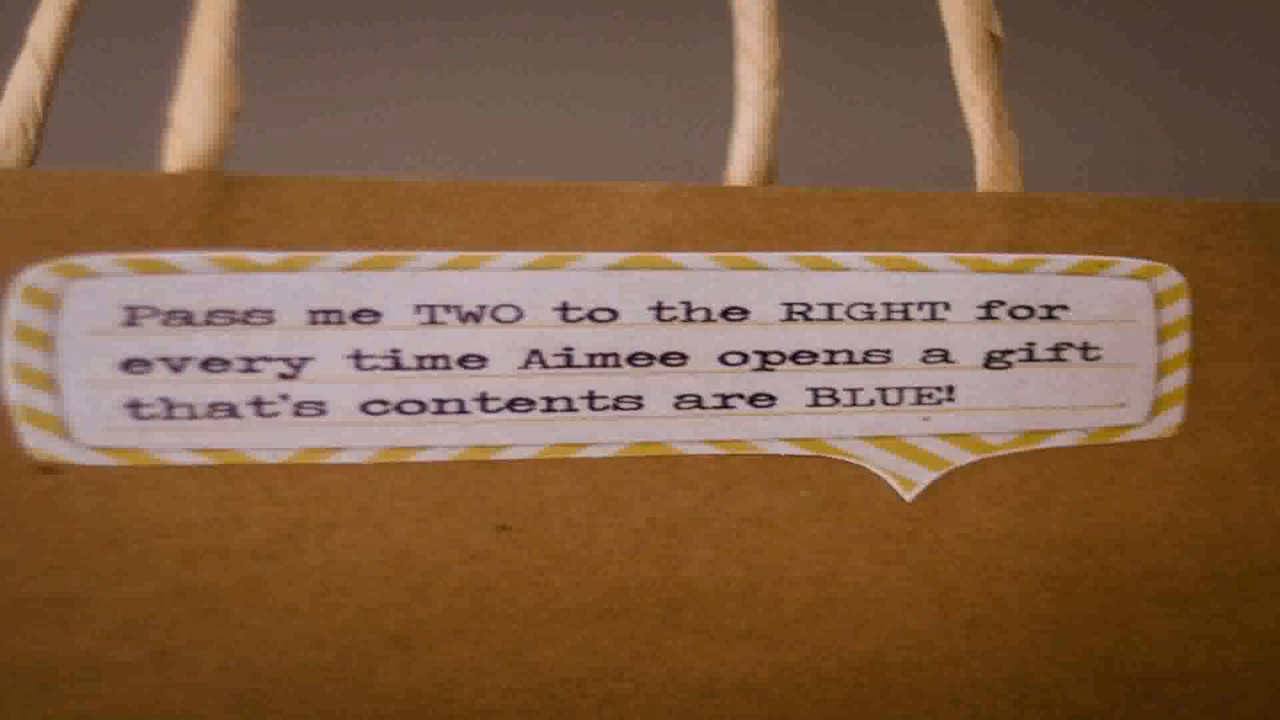 Pass me TWO to the RIGHT for
every time Aimee opens a gift
that's contents are BLUE!